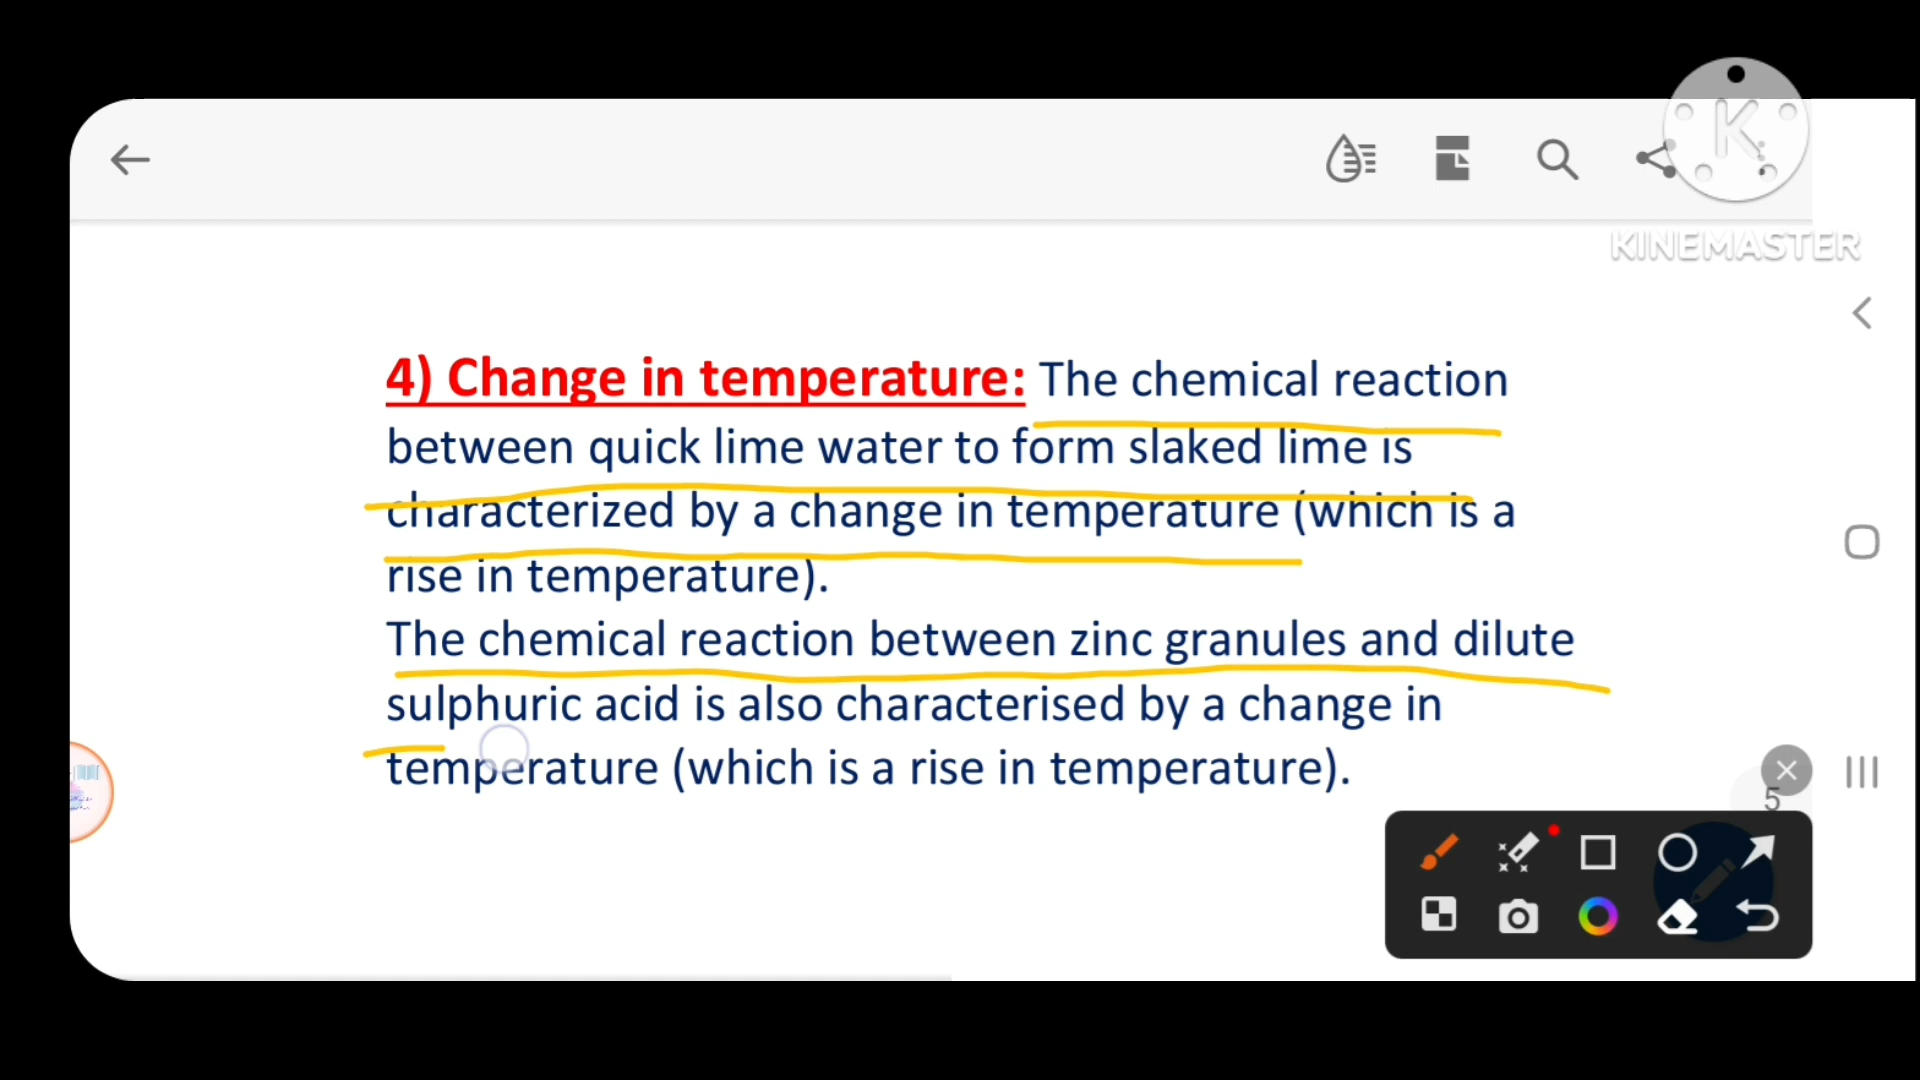 K
KINEMASTER
4) Change in temperature: The chemical reaction
between quick lime water to form slaked lime is
characterized by a change in temperature (which is a
rise in temperature).
The chemical reaction between zinc granules and dilute
sulphuric acid is also characterised by a change in
temperature (which is a rise in temperature).
5